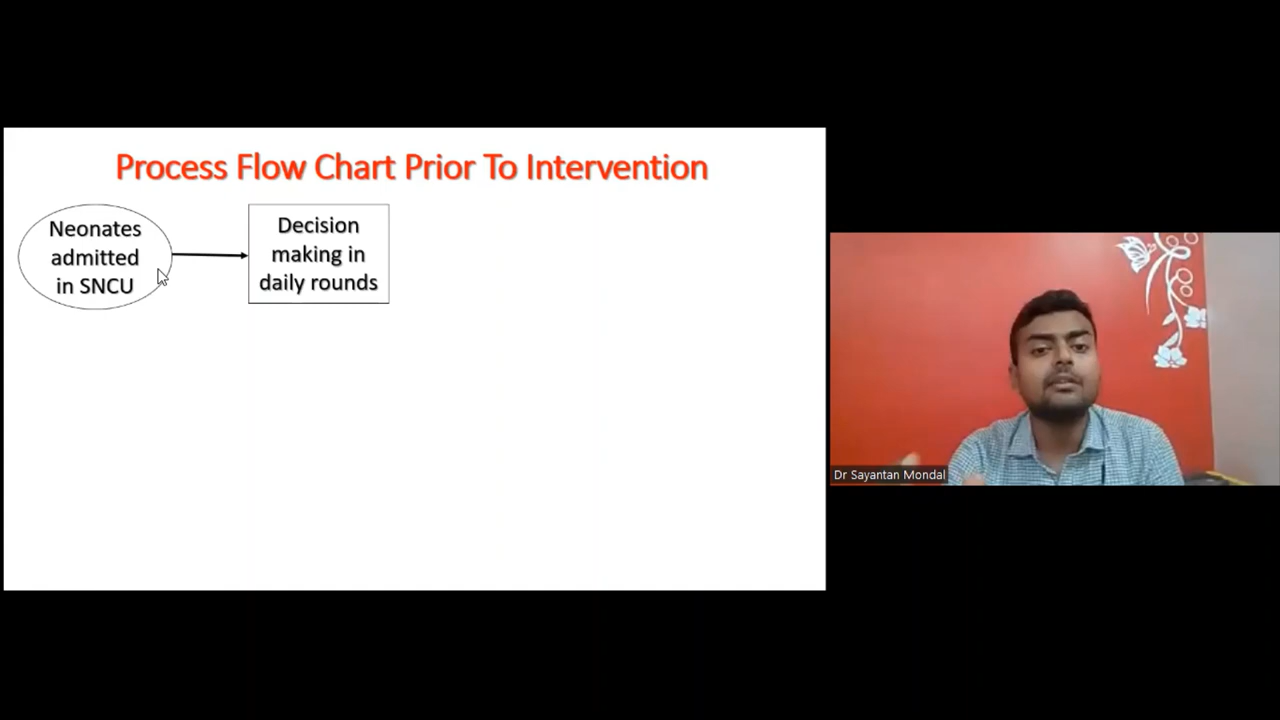 Process Flow Chart Prior To Intervention
Neonates
admitted
in SNCU
Decision
making in
daily rounds
Dr Sayantan Mondal